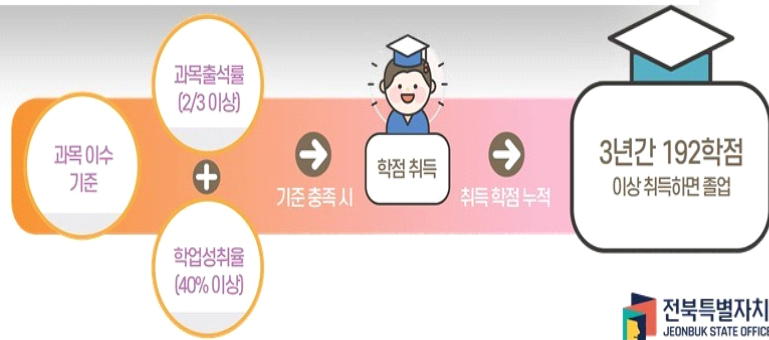 과목 이수
기준
과목출석률
(2/3 이상)
+
학업성취율
(40% 이상)
기준 충족 시
학점 취득
취득 학점 누적
3년간 192학점
이상 취득하면 졸업
전북특별자치
JEONBUK STATE OFFICE